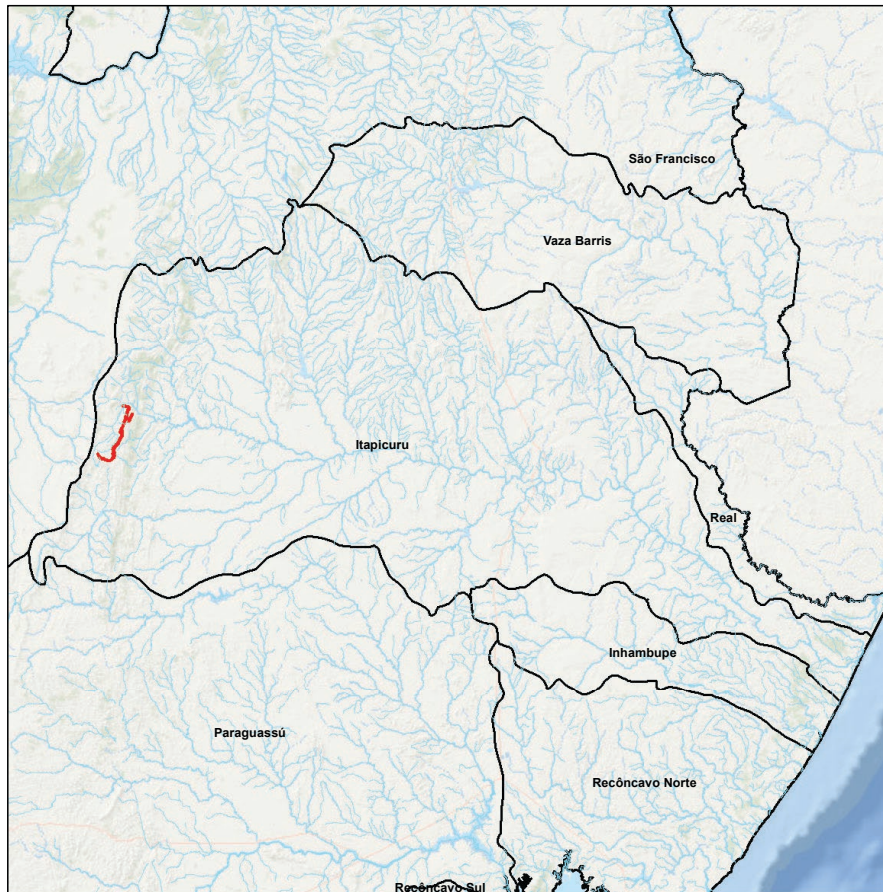 São Francisco
Vaza Barris
Itapicuru
Real
Inhambupe
Paraguassú
Recôncavo Norte
Recôncavo Sul